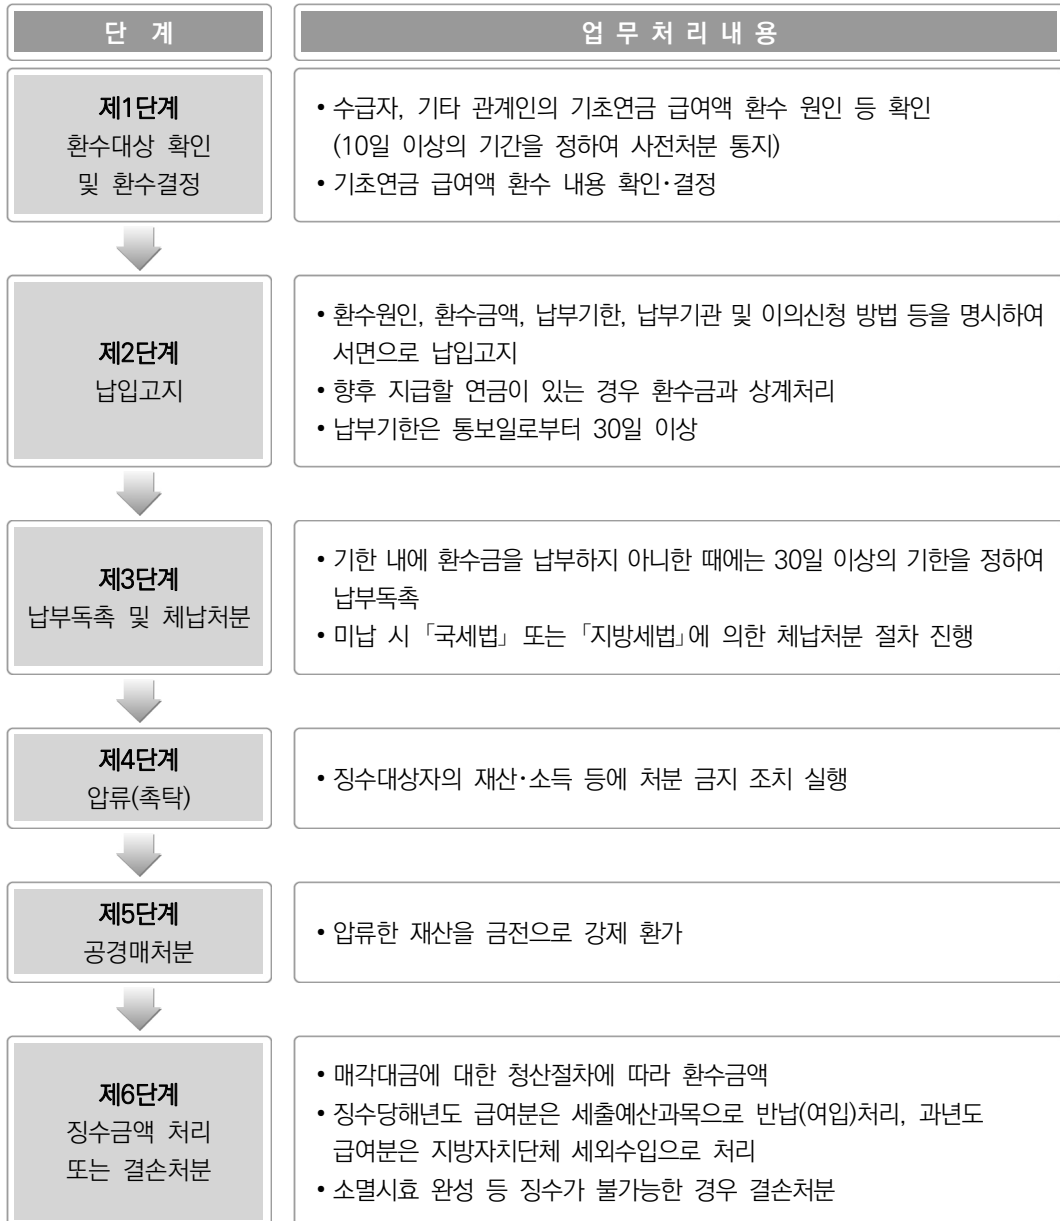 단 계
업 무 처 리 내 용
제1단계
환수대상 확인
및 환수결정
• 수급자, 기타 관계인의 기초연금 급여액 환수 원인 등 확인
(10일 이상의 기간을 정하여 사전처분 통지)
• 기초연금 급여액 환수 내용 확인·결정
제2단계
납입고지
• 환수원인, 환수금액, 납부기한, 납부기관 및 이의신청 방법 등을 명시하여
서면으로 납입고지
• 향후 지급할 연금이 있는 경우 환수금과 상계처리
• 납부기한은 통보일로부터 30일 이상
제3단계
납부독촉 및 체납처분
• 기한 내에 환수금을 납부하지 아니한 때에는 30일 이상의 기한을 정하여
납부독촉
• 미납 시 「국세법」 또는 「지방세법」에 의한 체납처분 절차 진행
제4단계
압류(촉탁)
• 징수대상자의 재산·소득 등에 처분 금지 조치 실행
제5단계
공경매처분
• 압류한 재산을 금전으로 강제 환가
제6단계
징수금액 처리
또는 결손처분
• 매각대금에 대한 청산절차에 따라 환수금액
• 징수당해년도 급여분은 세출예산과목으로 반납(여입)처리, 과년도
급여분은 지방자치단체 세외수입으로 처리
• 소멸시효 완성 등 징수가 불가능한 경우 결손처분